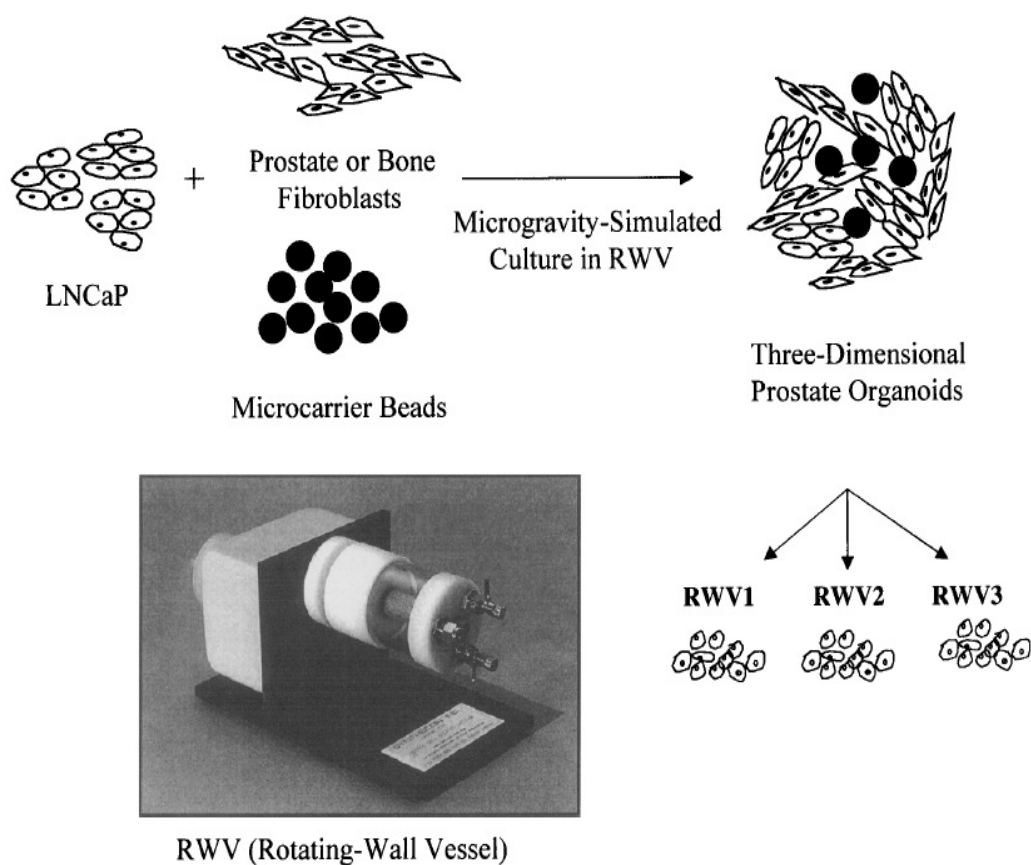 LNCaP
+
Prostate or Bone
Fibroblasts
Microcarrier Beads
Microgravity-Simulated
Culture in RWV
Three-Dimensional
Prostate Organoids
RWV1 RWV2 RWV3
RWV (Rotating-Wall Vessel)